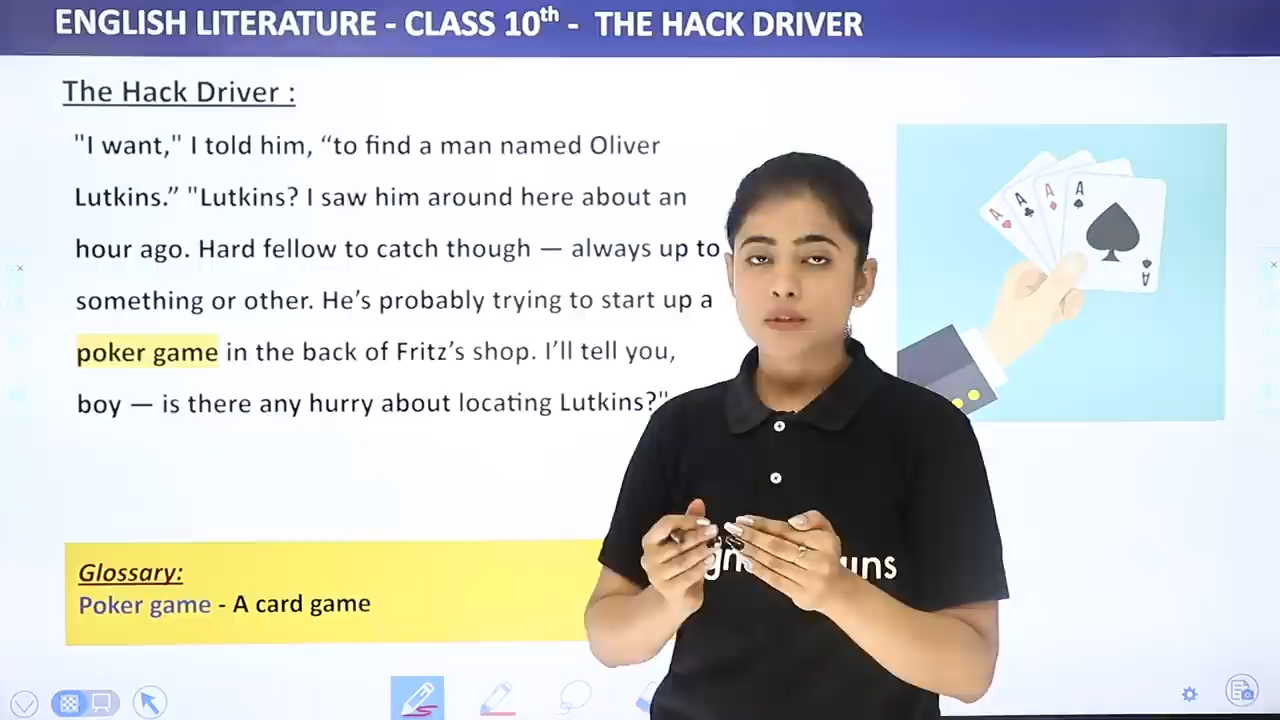 ENGLISH LITERATURE - CLASS 10th - THE HACK DRIVER
The Hack Driver :
"I want," I told him, “to find a man named Oliver
Lutkins.” "Lutkins? I saw him around here about an
hour ago. Hard fellow to catch though — always up to
something or other. He’s probably trying to start up a
poker game in the back of Fritz’s shop. I’ll tell you,
boy — is there any hurry about locating Lutkins?"
Glossary:
Poker game - A card game
A A A A
A